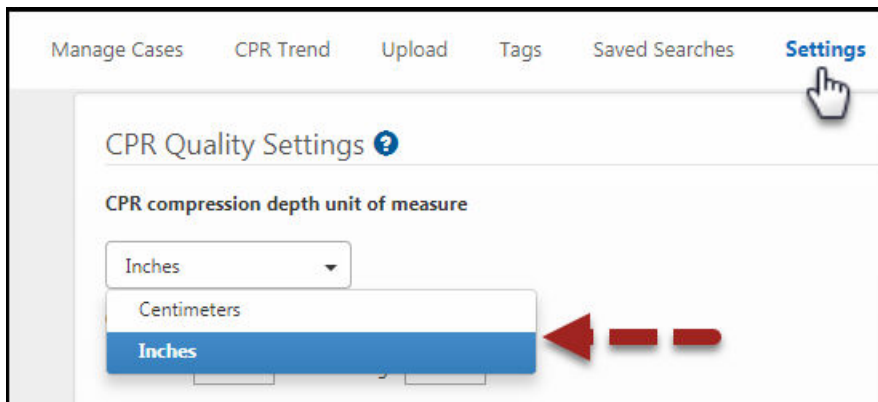 Manage Cases CPR Trend Upload Tags Saved Searches Settings
CPR Quality Settings ?
CPR compression depth unit of measure
Inches
Centimeters
Inches